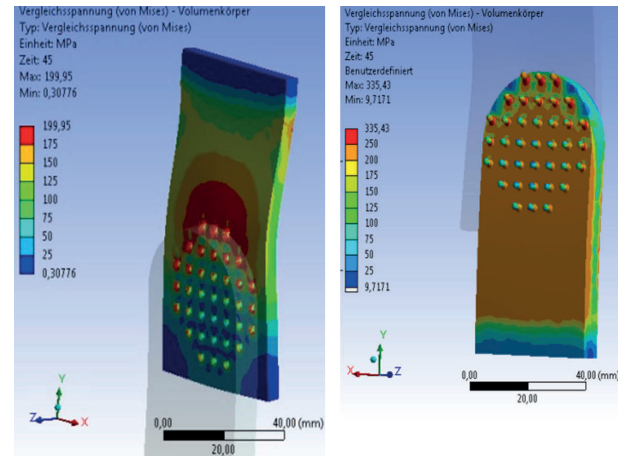 Vergleichsspannung (von Mises) - Volumenkörper
Typ: Vergleichsspannung (von Mises)
Einheit: MPa
Zeit: 45
Max: 199,95
Min: 0,30776
199,95
175
150
125
100
75
50
25
0,30776
Y
Z
X
0,00
40,00 (mm)
20,00
Vergleichsspannung (von Mises)
Typ: Vergleichsspannung (von Mises)
Einheit: MPa
Zeit: 45
Benutzerdefiniert
Max: 335,43
Min: 9,7171
335,43
250
200
175
150
125
100
75
50
25
9,7171
Y
X
Z
0,00
40,00 (mm)
20,00